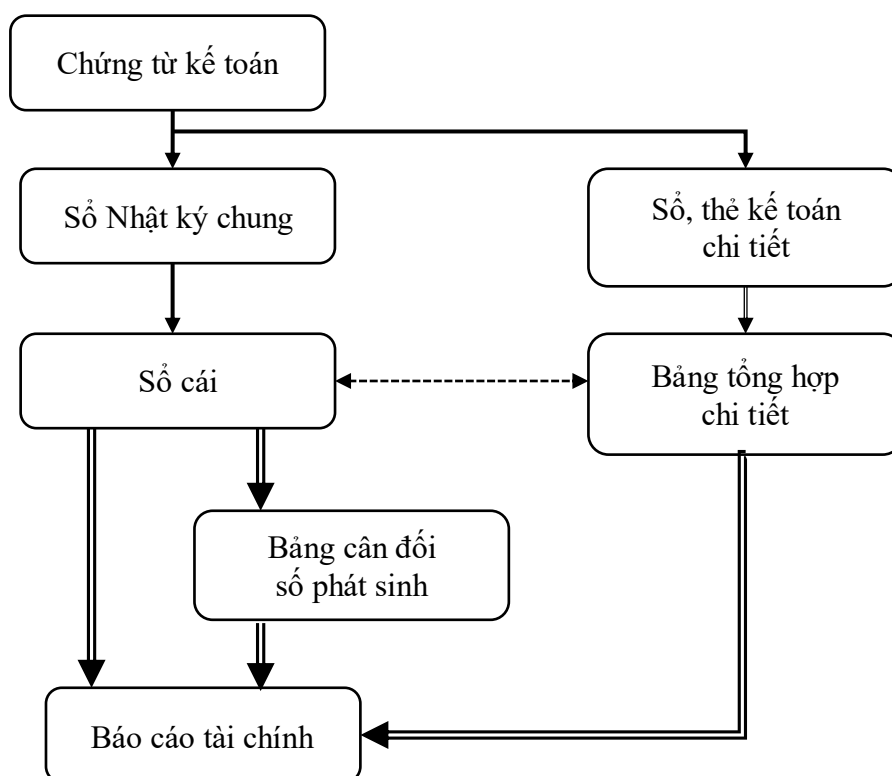 Chứng từ kế toán
Sổ Nhật ký chung
Sổ, thẻ kế toán
chi tiết
Sổ cái
Bảng tổng hợp
chi tiết
Bảng cân đối
số phát sinh
Báo cáo tài chính